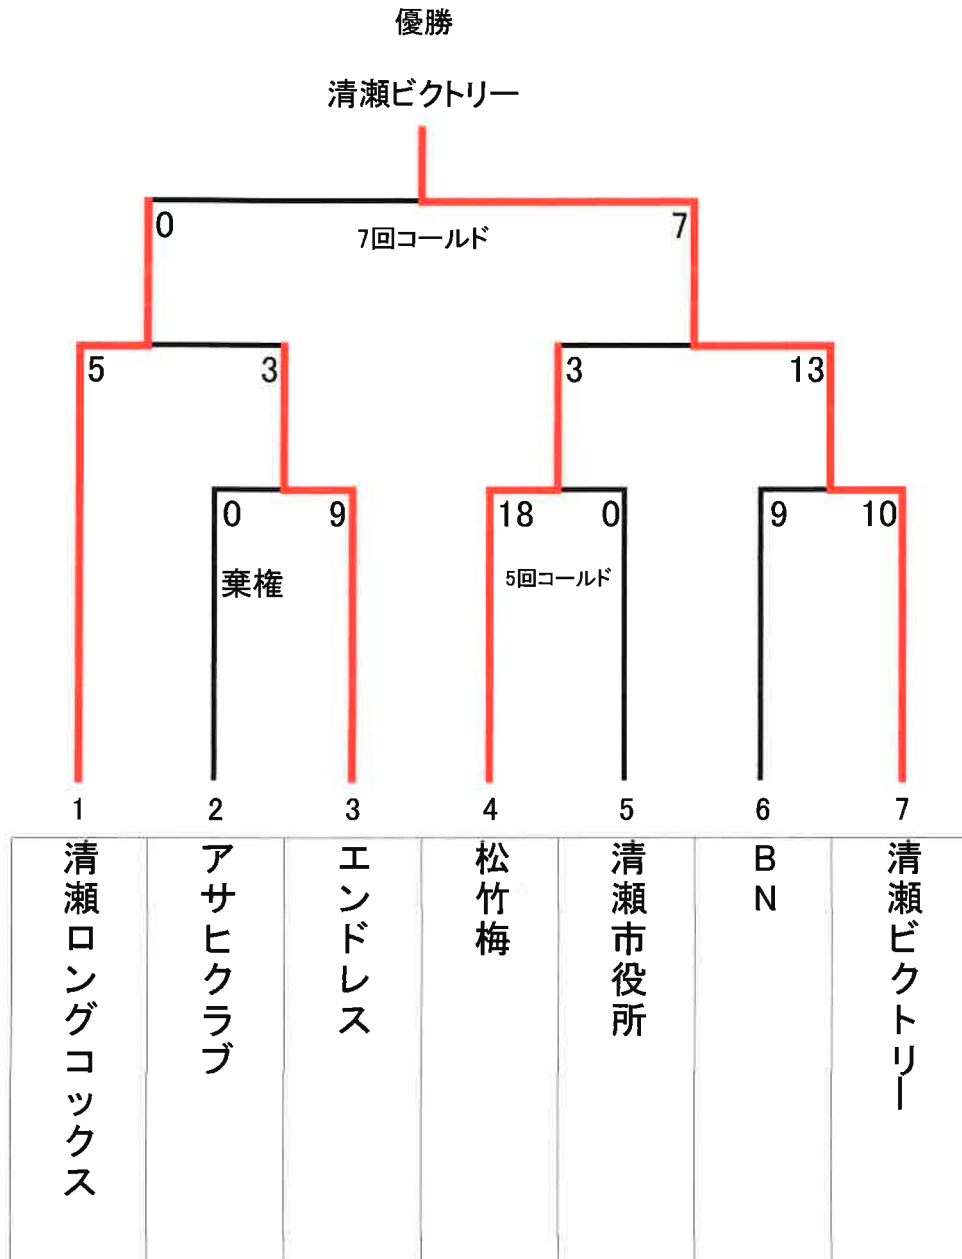 優勝
清瀬ビクトリー
0
7回コールド
7
5
3
3
13
0
9
18
0
9
10
棄権
5回コールド
1
2
3
4
5
6
7
清瀬ロングコックス
アサヒクラブ
エンドレス
松竹梅
清瀬市役所
BN
清瀬ビクトリー